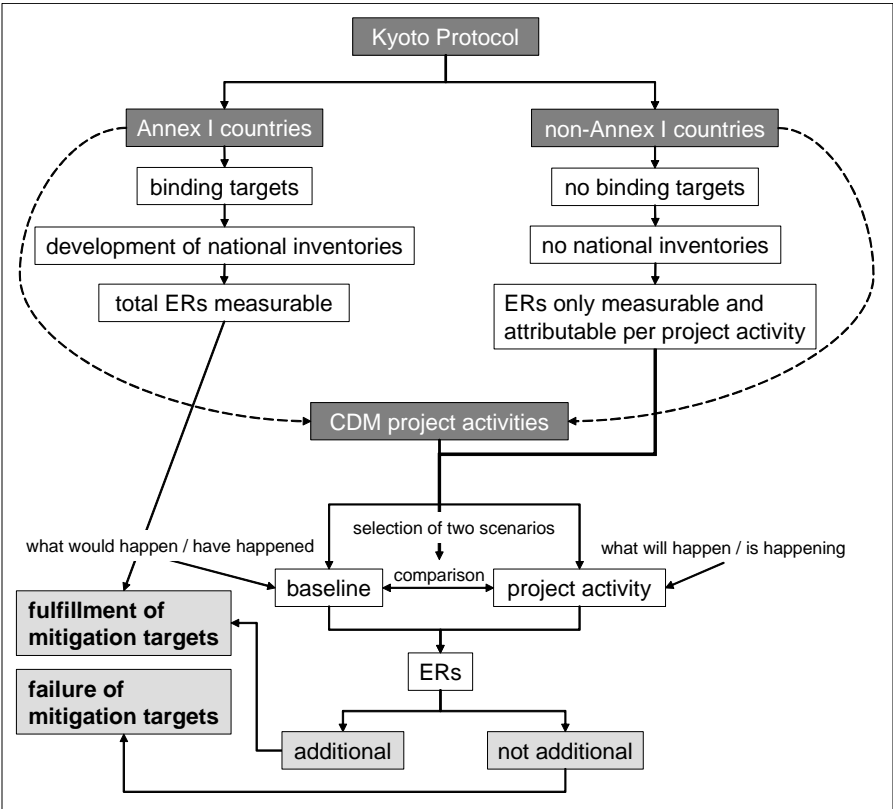 Kyoto Protocol
Annex I countries
non-Annex I countries
binding targets
no binding targets
development of national inventories
no national inventories
total ERs measurable
ERs only measurable and
attributable per project activity
CDM project activities
selection of two scenarios
what would happen / have happened
what will happen / is happening
baseline
comparison
project activity
fulfillment of
mitigation targets
ERs
failure of
mitigation targets
additional
not additional